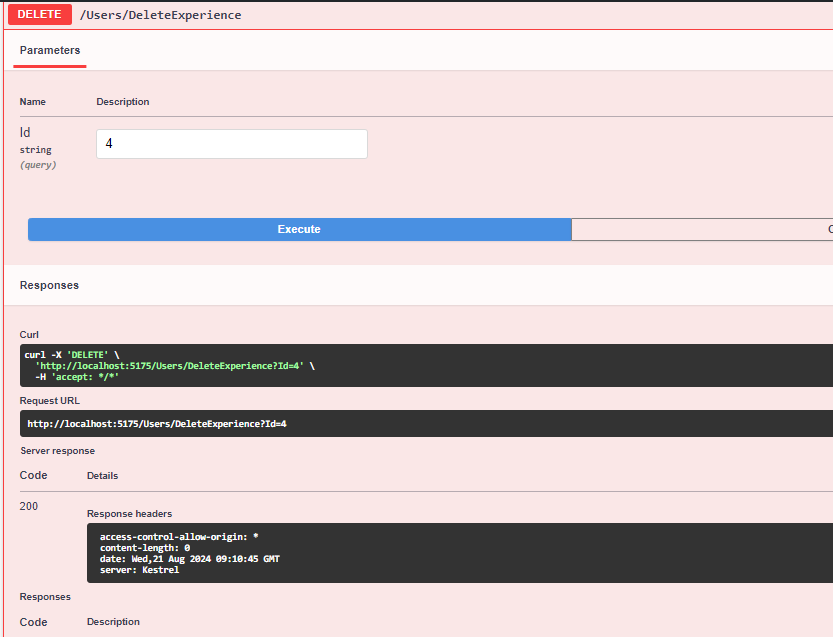 DELETE /Users/DeleteExperience
Parameters
Name Description
Id
string
(query)
4
Execute
Responses
Curl
curl -X 'DELETE' \
'http://localhost:5175/Users/DeleteExperience?Id=4' \
-H 'accept: */*'
Request URL
http://localhost:5175/Users/DeleteExperience?Id=4
Server response
Code Details
200
Response headers
access-control-allow-origin: *
content-length: 0
date: Wed,21 Aug 2024 09:10:45 GMT
server: Kestrel
Responses
Code Description